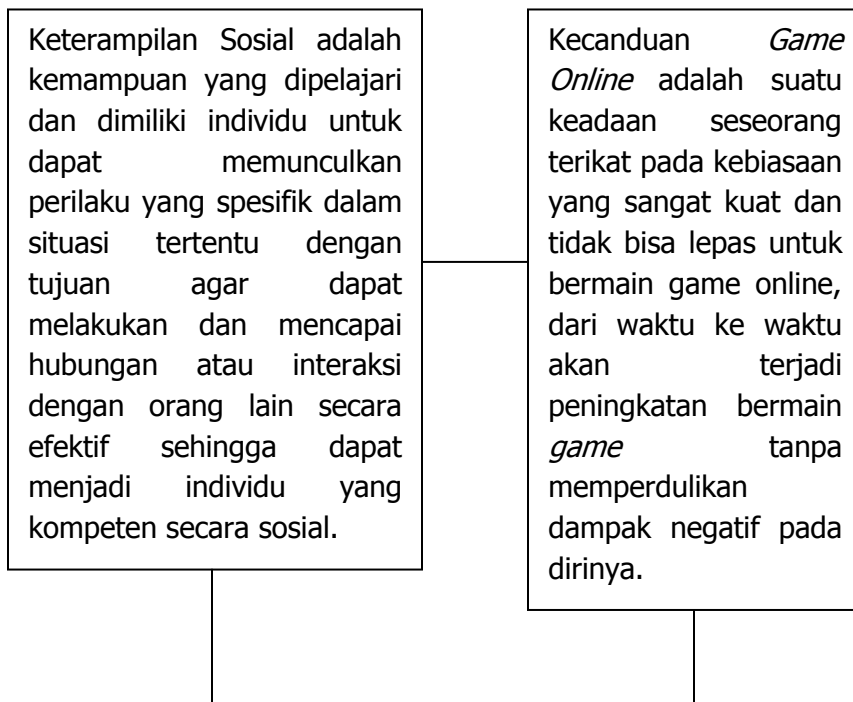 Keterampilan Sosial adalah
kemampuan yang dipelajari
dan dimiliki individu untuk
dapat memunculkan
perilaku yang spesifik dalam
situasi tertentu dengan
tujuan agar dapat
melakukan dan mencapai
hubungan atau interaksi
dengan orang lain secara
efektif sehingga dapat
menjadi individu yang
kompeten secara sosial.
Kecanduan Game
Online adalah suatu
keadaan seseorang
terikat pada kebiasaan
yang sangat kuat dan
tidak bisa lepas untuk
bermain game online,
dari waktu ke waktu
akan terjadi
peningkatan bermain
game tanpa
memperdulikan
dampak negatif pada
dirinya.